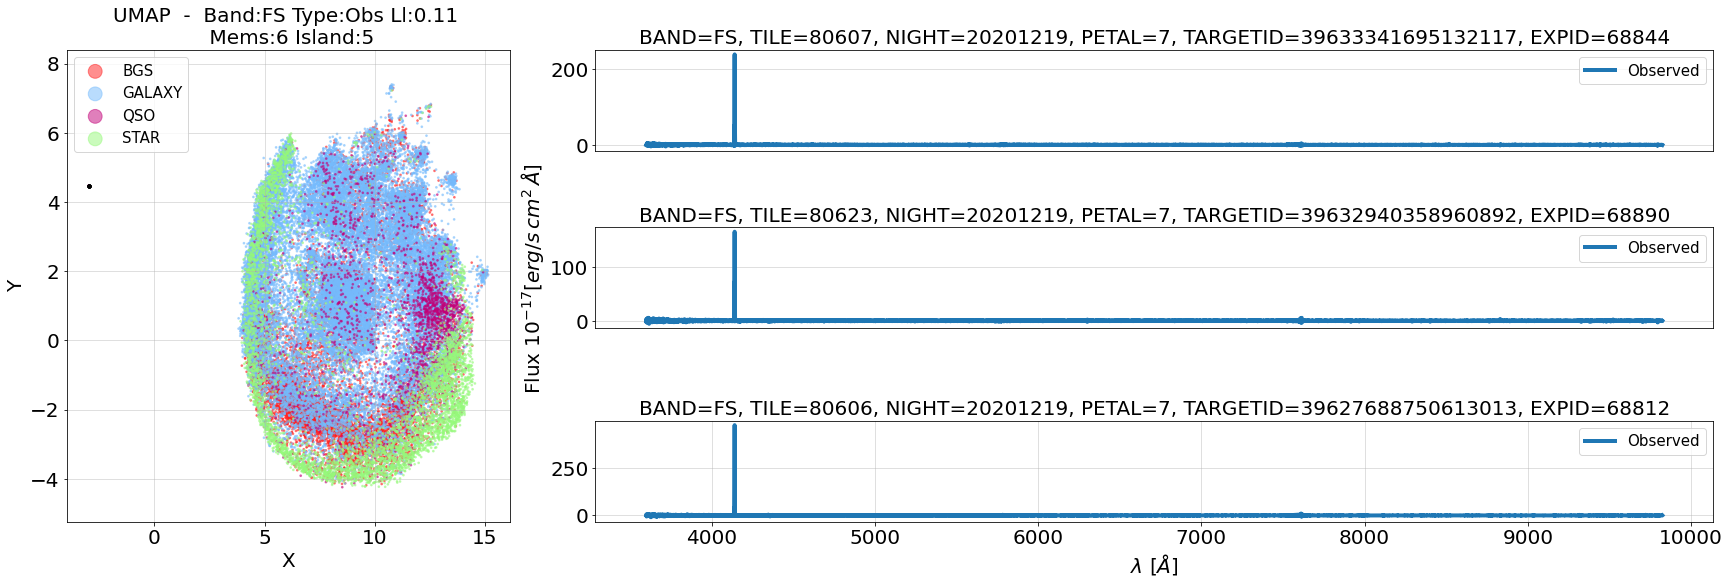 UMAP  -  Band:FS Type:Obs Ll:0.11
Mems:6 Island:5
BGS
GALAXY
QSO
STAR
8
6
4
2
0
−2
−4
Y
0
5
10
15
X
BAND=FS, TILE=80607, NIGHT=20201219, PETAL=7, TARGETID=39633341695132117, EXPID=68844
Observed
200
0
BAND=FS, TILE=80623, NIGHT=20201219, PETAL=7, TARGETID=39632940358960892, EXPID=68890
Observed
100
0
Flux 10⁻¹⁷[erg/s cm² Å]
BAND=FS, TILE=80606, NIGHT=20201219, PETAL=7, TARGETID=39627688750613013, EXPID=68812
Observed
250
0
4000
5000
6000
7000
8000
9000
10000
λ [Å]